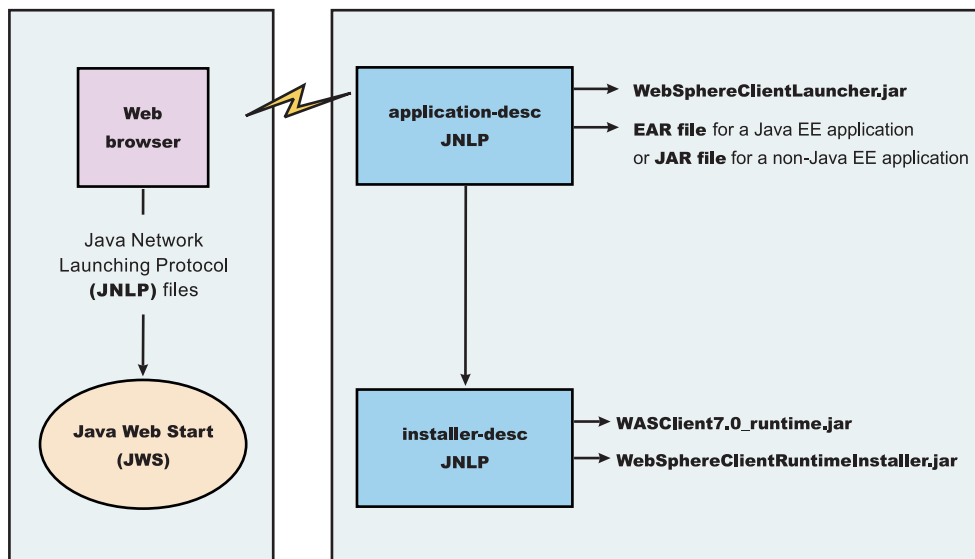 Web
browser
Java Network
Launching Protocol
(JNLP) files
Java Web Start
(JWS)
application-desc
JNLP
WebSphereClientLauncher.jar
EAR file for a Java EE application
or JAR file for a non-Java EE application
installer-desc
JNLP
WASClient7.0_runtime.jar
WebSphereClientRuntimeInstaller.jar